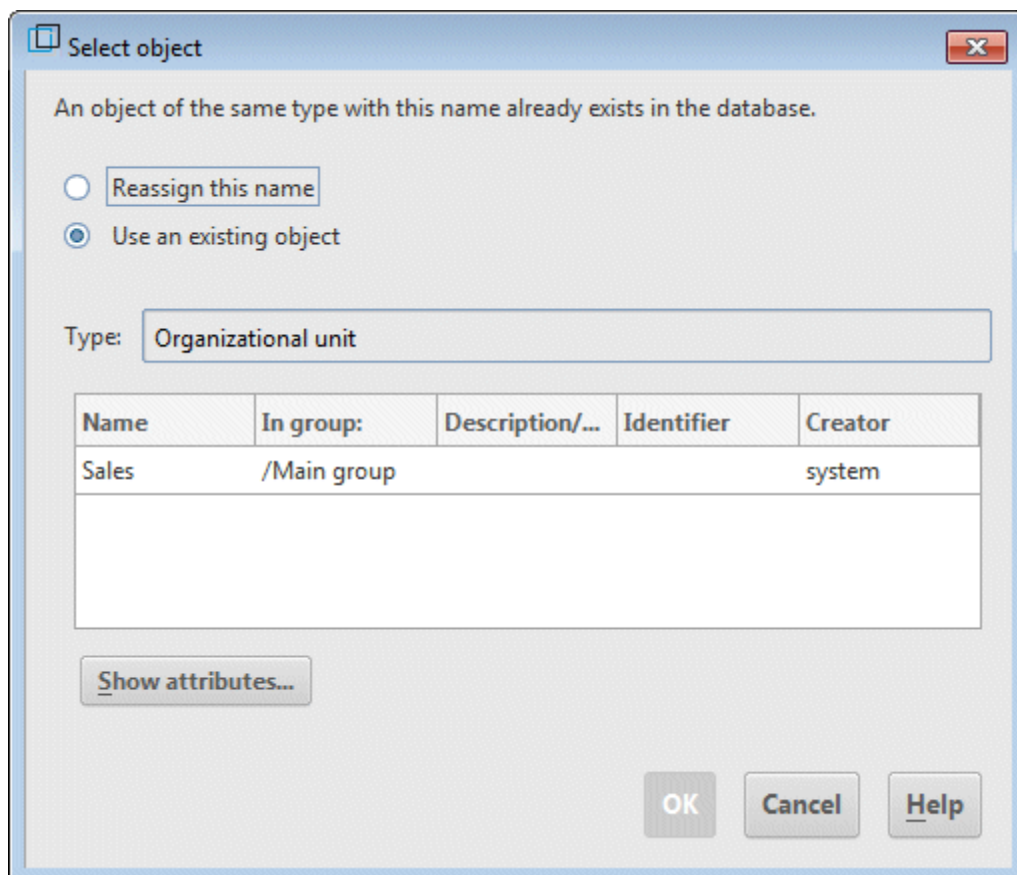 Select object
An object of the same type with this name already exists in the database.
Reassign this name
Use an existing object
Type: Organizational unit
Name In group: Description/... Identifier Creator
Sales /Main group system
Show attributes...
OK Cancel Help